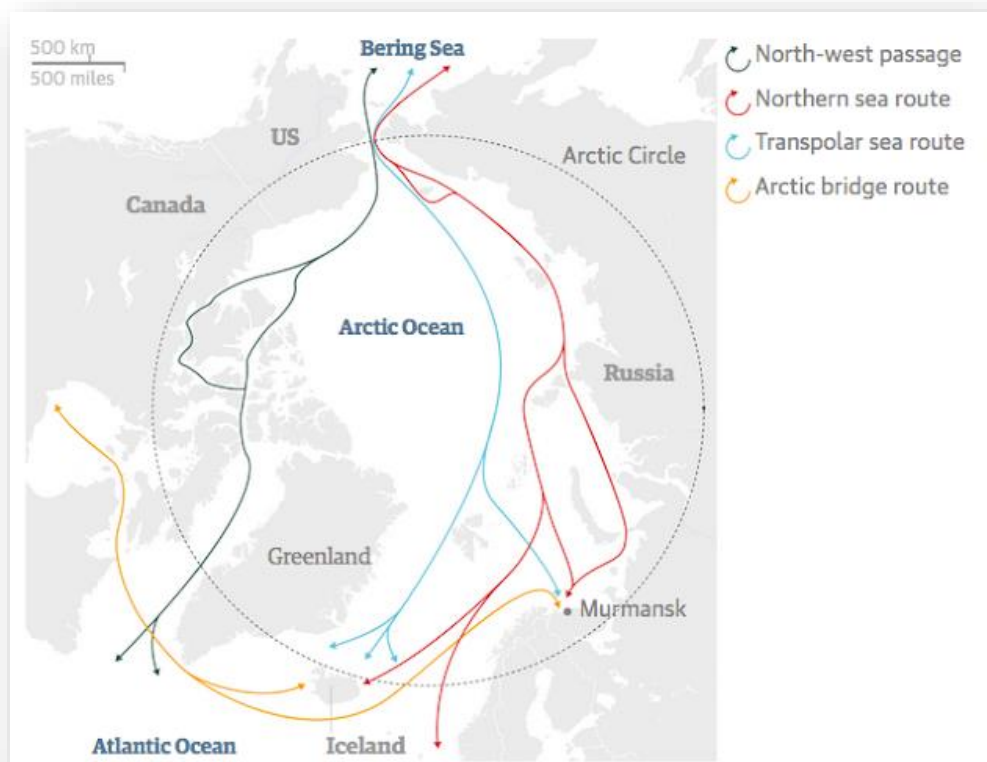 500 km
500 miles
Bering Sea
North-west passage
Northern sea route
Transpolar sea route
Arctic bridge route
US
Arctic Circle
Canada
Arctic Ocean
Russia
Greenland
Murmansk
Atlantic Ocean
Iceland